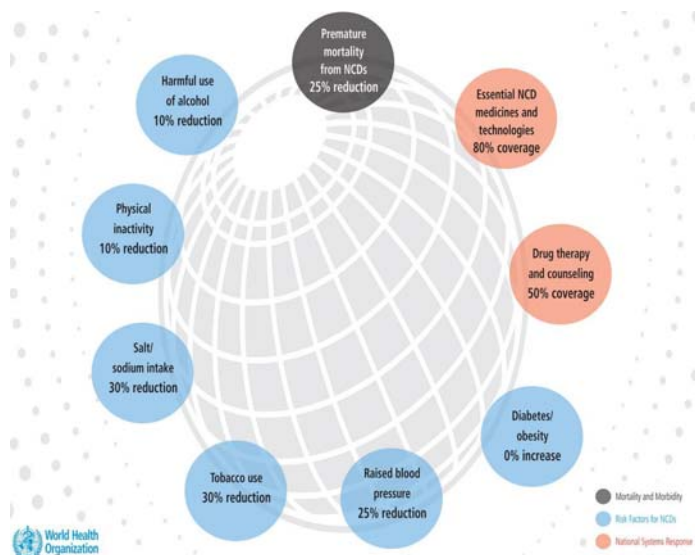 Premature
mortality
from NCDs
25% reduction
Essential NCD
medicines and
technologies
80% coverage
Drug therapy
and counseling
50% coverage
Diabetes/
obesity
0% increase
Raised blood
pressure
25% reduction
Tobacco use
30% reduction
Salt/
sodium intake
30% reduction
Physical
inactivity
10% reduction
Harmful use
of alcohol
10% reduction
Mortality and Morbidity
Risk Factors for NCDs
National Systems Response
World Health
Organization